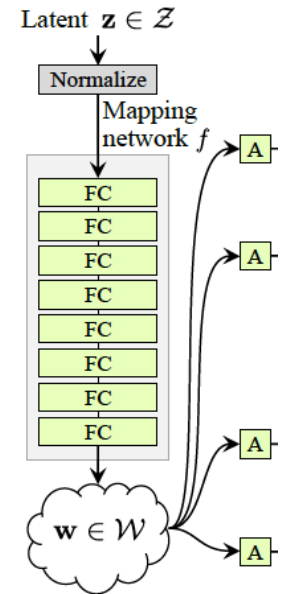 Latent z ∈ 𝒵
Normalize
Mapping
network f
FC
FC
FC
FC
FC
FC
FC
FC
w ∈ 𝒲
A
A
A
A